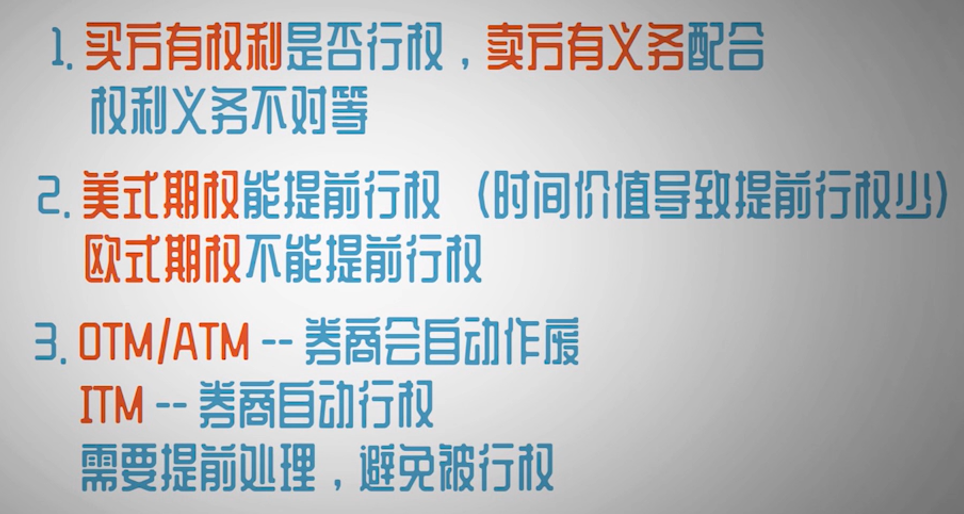 1. 买方有权利是否行权，卖方有义务配合
权利义务不对等
2. 美式期权能提前行权 （时间价值导致提前行权少）
欧式期权不能提前行权
3. OTM/ATM -- 券商会自动作废
ITM -- 券商自动行权
需要提前处理，避免被行权